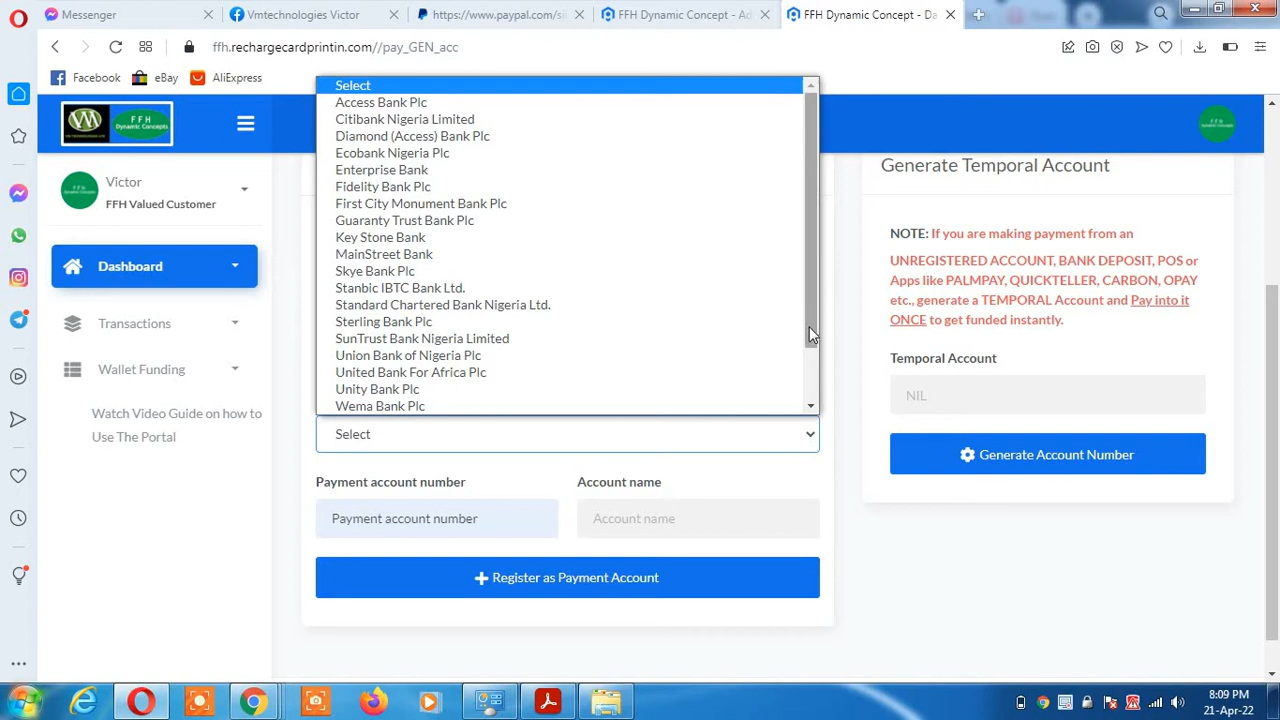 Messenger
Vmtechnologies Victor
https://www.paypal.com/si
FFH Dynamic Concept - Ad
FFH Dynamic Concept - Da
ffh.rechargecardprintin.com//pay_GEN_acc
Facebook
eBay
AliExpress
VM
FFH
Dynamic Concepts
Victor
FFH Valued Customer
Dashboard
Transactions
Wallet Funding
Watch Video Guide on how to
Use The Portal
Select
Access Bank Plc
Citibank Nigeria Limited
Diamond (Access) Bank Plc
Ecobank Nigeria Plc
Enterprise Bank
Fidelity Bank Plc
First City Monument Bank Plc
Guaranty Trust Bank Plc
Key Stone Bank
MainStreet Bank
Skye Bank Plc
Stanbic IBTC Bank Ltd.
Standard Chartered Bank Nigeria Ltd.
Sterling Bank Plc
SunTrust Bank Nigeria Limited
Union Bank of Nigeria Plc
United Bank For Africa Plc
Unity Bank Plc
Wema Bank Plc
Select
Payment account number
Account name
Payment account number
Account name
Register as Payment Account
Generate Temporal Account
NOTE: If you are making payment from an
UNREGISTERED ACCOUNT, BANK DEPOSIT, POS or
Apps like PALMPAY, QUICKTELLER, CARBON, OPAY
etc., generate a TEMPORAL Account and Pay into it
ONCE to get funded instantly.
Temporal Account
NIL
Generate Account Number
8:09 PM
21-Apr-22